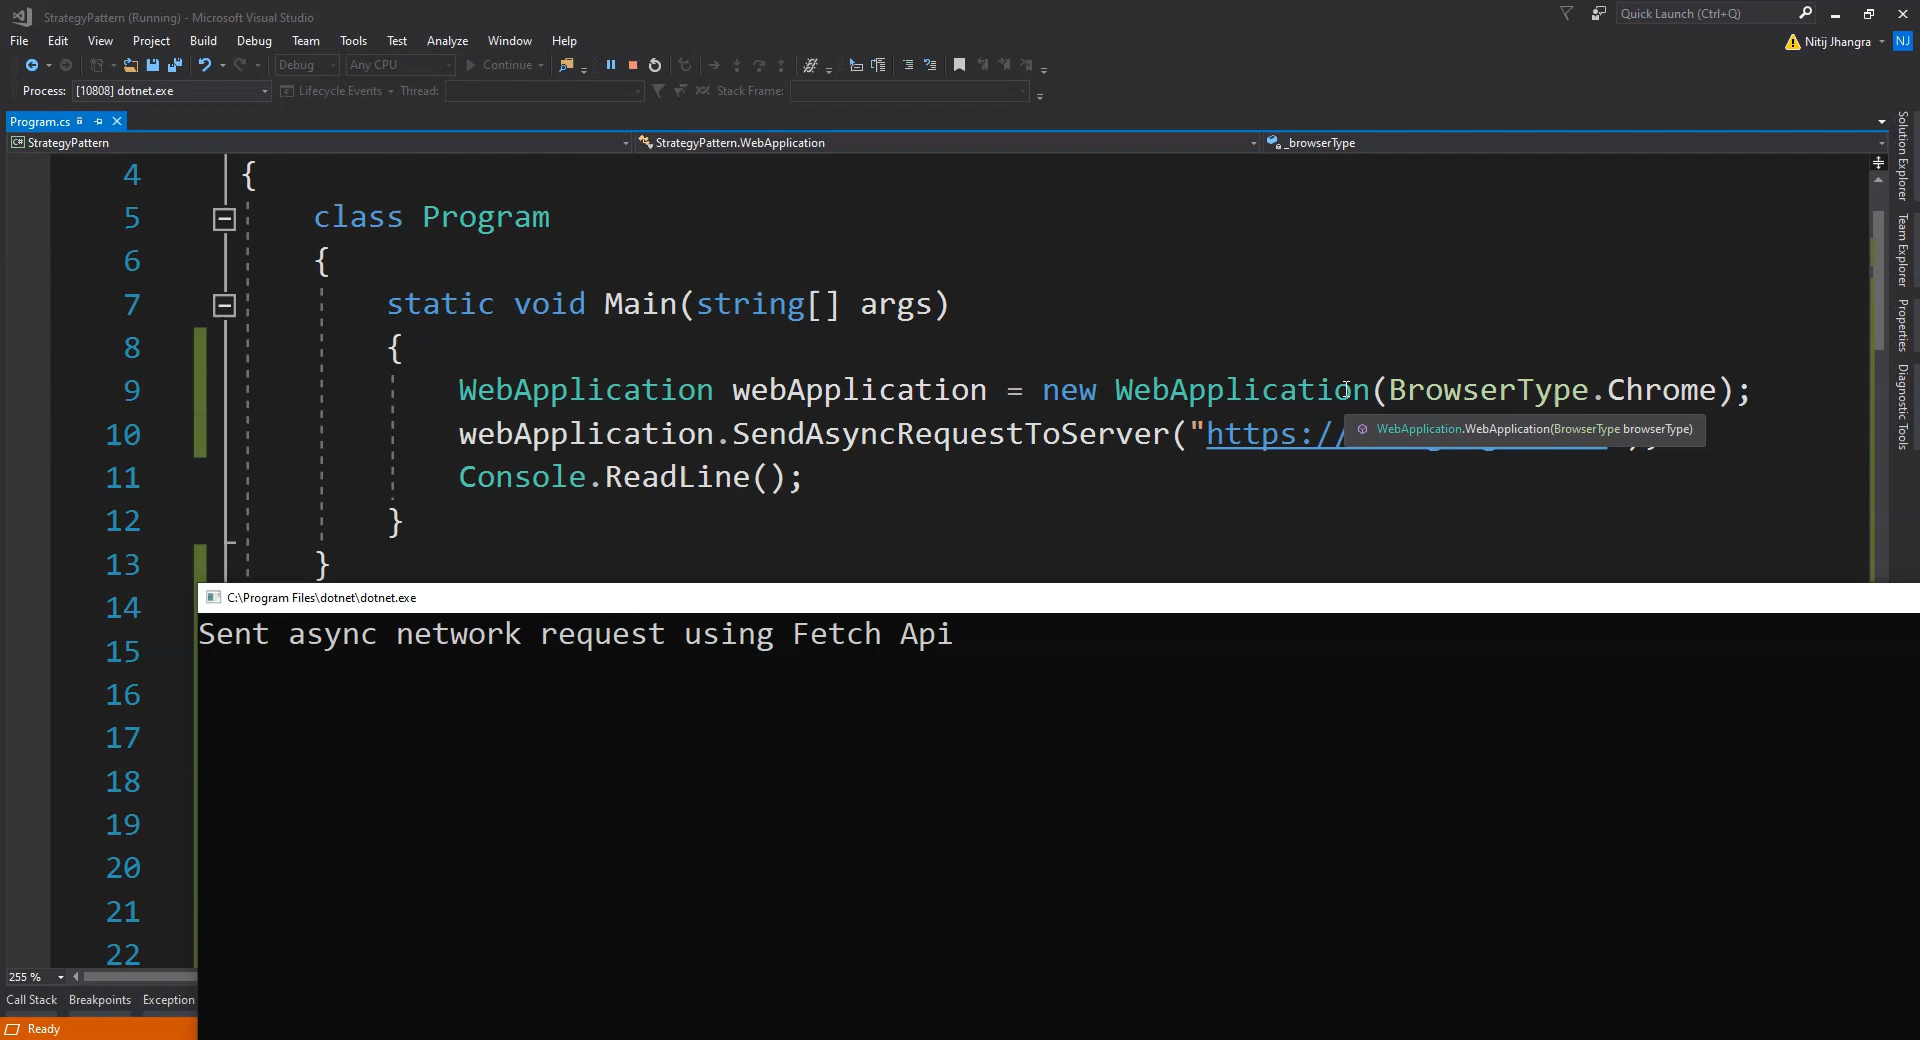 StrategyPattern (Running) - Microsoft Visual Studio
Quick Launch (Ctrl+Q)
File Edit View Project Build Debug Team Tools Test Analyze Window Help
Nitij Jhangra NJ
Debug Any CPU Continue
Process: [10808] dotnet.exe Lifecycle Events Thread: Stack Frame:
Program.cs
StrategyPattern StrategyPattern.WebApplication _browserType
4 {
5 class Program
6 {
7 static void Main(string[] args)
8 {
9 WebApplication webApplication = new WebApplication(BrowserType.Chrome);
10 webApplication.SendAsyncRequestToServer("https://
WebApplication.WebApplication(BrowserType browserType)
11 Console.ReadLine();
12 }
13 }
14
15
16
17
18
19
20
21
22
C:\Program Files\dotnet\dotnet.exe
Sent async network request using Fetch Api
255 %
Call Stack Breakpoints Exception
Ready
Solution Explorer
Team Explorer
Properties
Diagnostic Tools